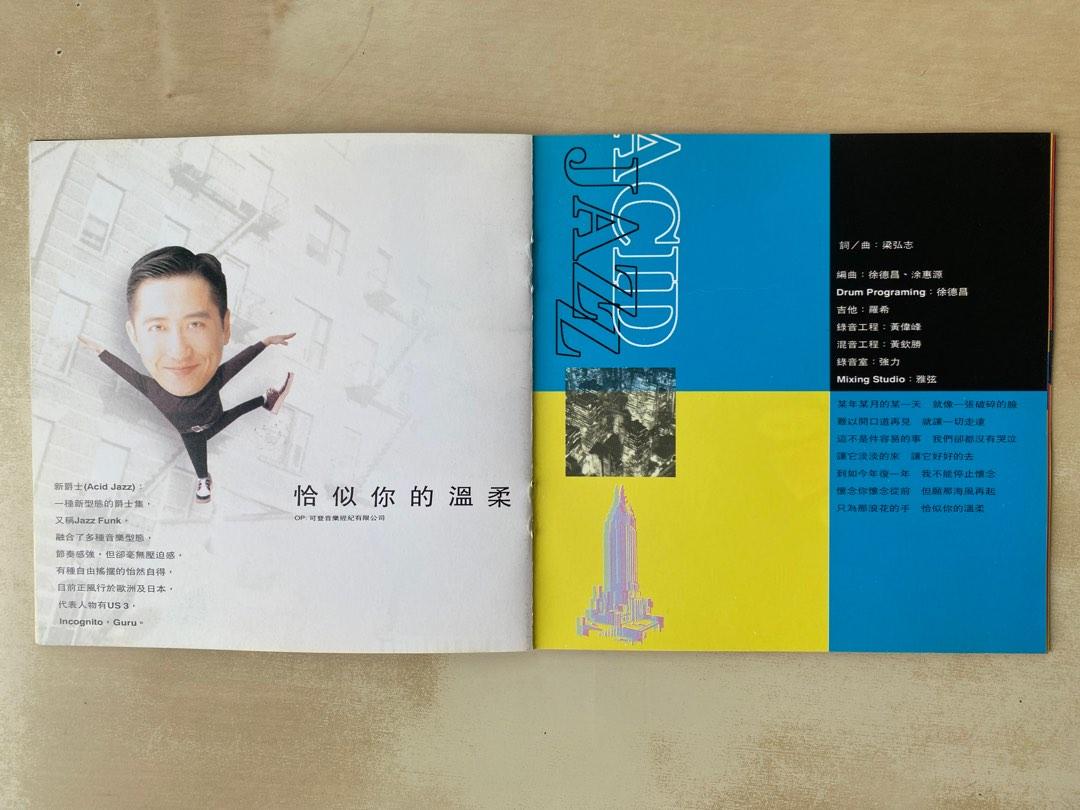 新爵士(Acid Jazz)：
一種新型態的爵士集，
又稱Jazz Funk，
融合了多種音樂型態，
節奏感強，但卻毫無壓迫感，
有種自由搖擺的怡然自得，
目前正風行於歐洲及日本，
代表人物有US 3，
Incognito，Guru。
恰似你的溫柔
OP: 可登音樂經紀有限公司
ACID
JAZZ
詞／曲：梁弘志
編曲：徐德昌、涂惠源
Drum Programing：徐德昌
吉他：羅希
錄音工程：黃偉峰
混音工程：黃欽勝
錄音室：強力
Mixing Studio：雅弦
某年某月的某一天　就像一張破碎的臉
難以開口道再見　就讓一切走遠
這不是件容易的事　我們卻都沒有哭泣
讓它淡淡的來　讓它好好的去
到如今年復一年　我不能停止懷念
懷念你懷念從前　但願那海風再起
只為那浪花的手　恰似你的溫柔